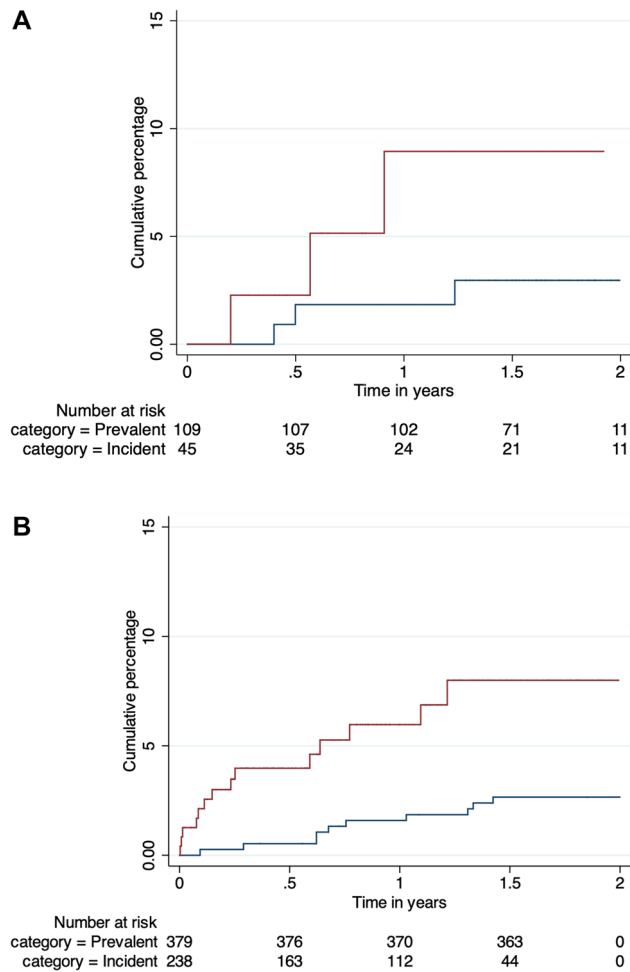 A
15
10
5
0.00
Cumulative percentage
0 .5 1 1.5 2
Time in years
Number at risk
category = Prevalent 109 107 102 71 11
category = Incident 45 35 24 21 11
B
15
10
5
0.00
Cumulative percentage
0 .5 1 1.5 2
Time in years
Number at risk
category = Prevalent 379 376 370 363 0
category = Incident 238 163 112 44 0